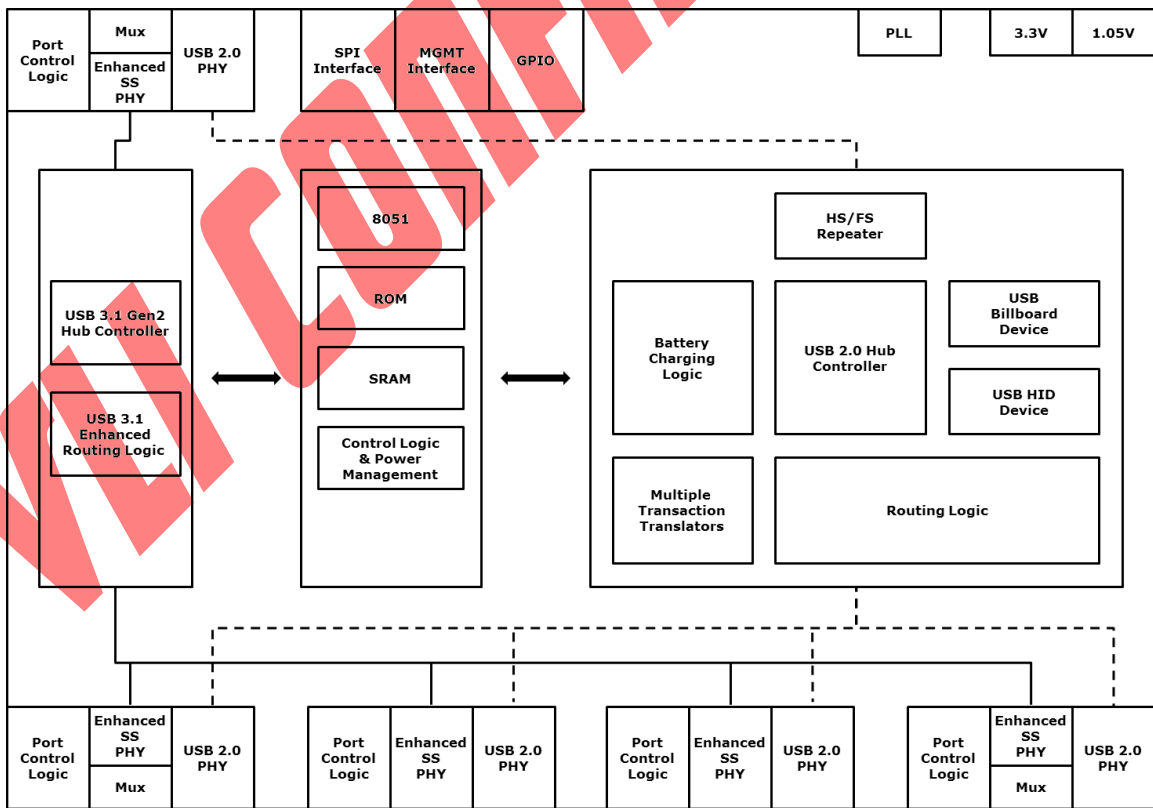 Port
Control
Logic
Mux
Enhanced
SS
PHY
USB 2.0
PHY
SPI
Interface
MGMT
Interface
GPIO
PLL
3.3V
1.05V
USB 3.1 Gen2
Hub Controller
USB 3.1
Enhanced
Routing Logic
8051
ROM
SRAM
Control Logic
& Power
Management
HS/FS
Repeater
Battery
Charging
Logic
USB 2.0 Hub
Controller
USB
Billboard
Device
USB HID
Device
Multiple
Transaction
Translators
Routing Logic
Port
Control
Logic
Enhanced
SS
PHY
Mux
USB 2.0
PHY
Port
Control
Logic
Enhanced
SS
PHY
USB 2.0
PHY
Port
Control
Logic
Enhanced
SS
PHY
USB 2.0
PHY
Port
Control
Logic
Enhanced
SS
PHY
Mux
USB 2.0
PHY
VLI